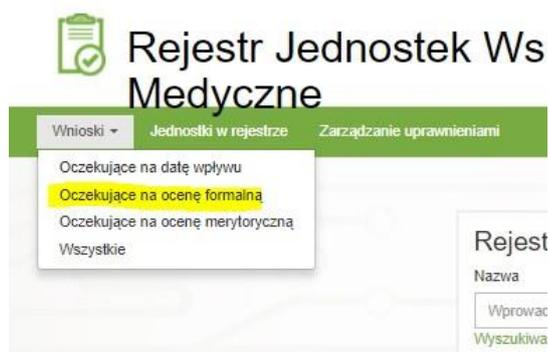 Rejestr Jednostek Ws
Medyczne
Wnioski Jednostki w rejestrze Zarządzanie uprawnieniami
Oczekujące na datę wpływu
Oczekujące na ocenę formalną
Oczekujące na ocenę merytoryczną
Wszystkie
Rejest
Nazwa
Wprowad
Wyszukiwa